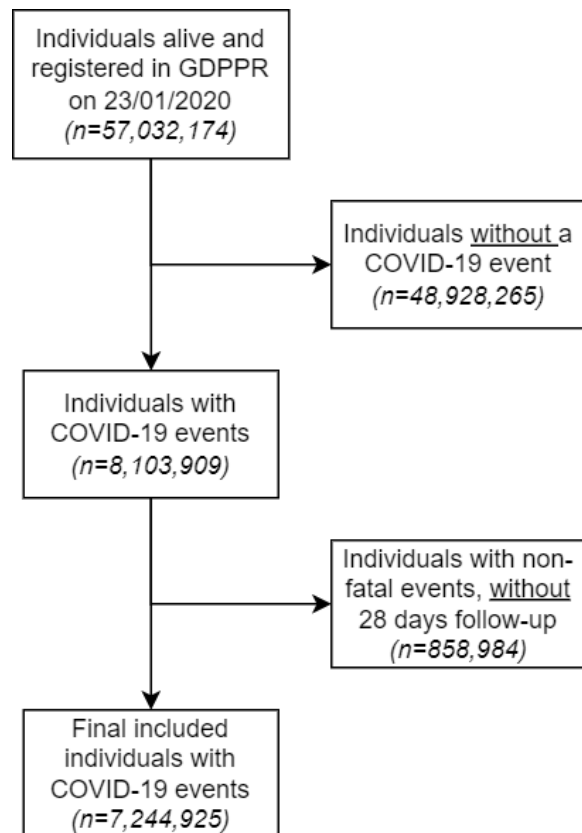 Individuals alive and
registered in GDPPR
on 23/01/2020
(n=57,032,174)
Individuals without a
COVID-19 event
(n=48,928,265)
Individuals with
COVID-19 events
(n=8,103,909)
Individuals with non-
fatal events, without
28 days follow-up
(n=858,984)
Final included
individuals with
COVID-19 events
(n=7,244,925)